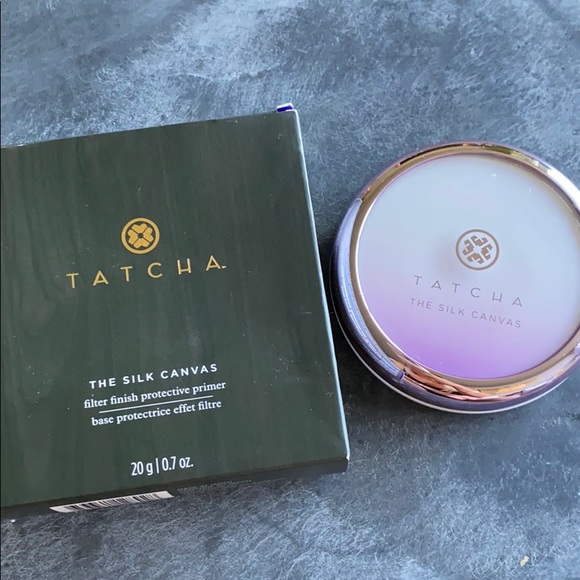 TATCHA™
THE SILK CANVAS
filter finish protective primer
base protectrice effet filtre
20 g | 0.7 oz.
TATCHA
THE SILK CANVAS